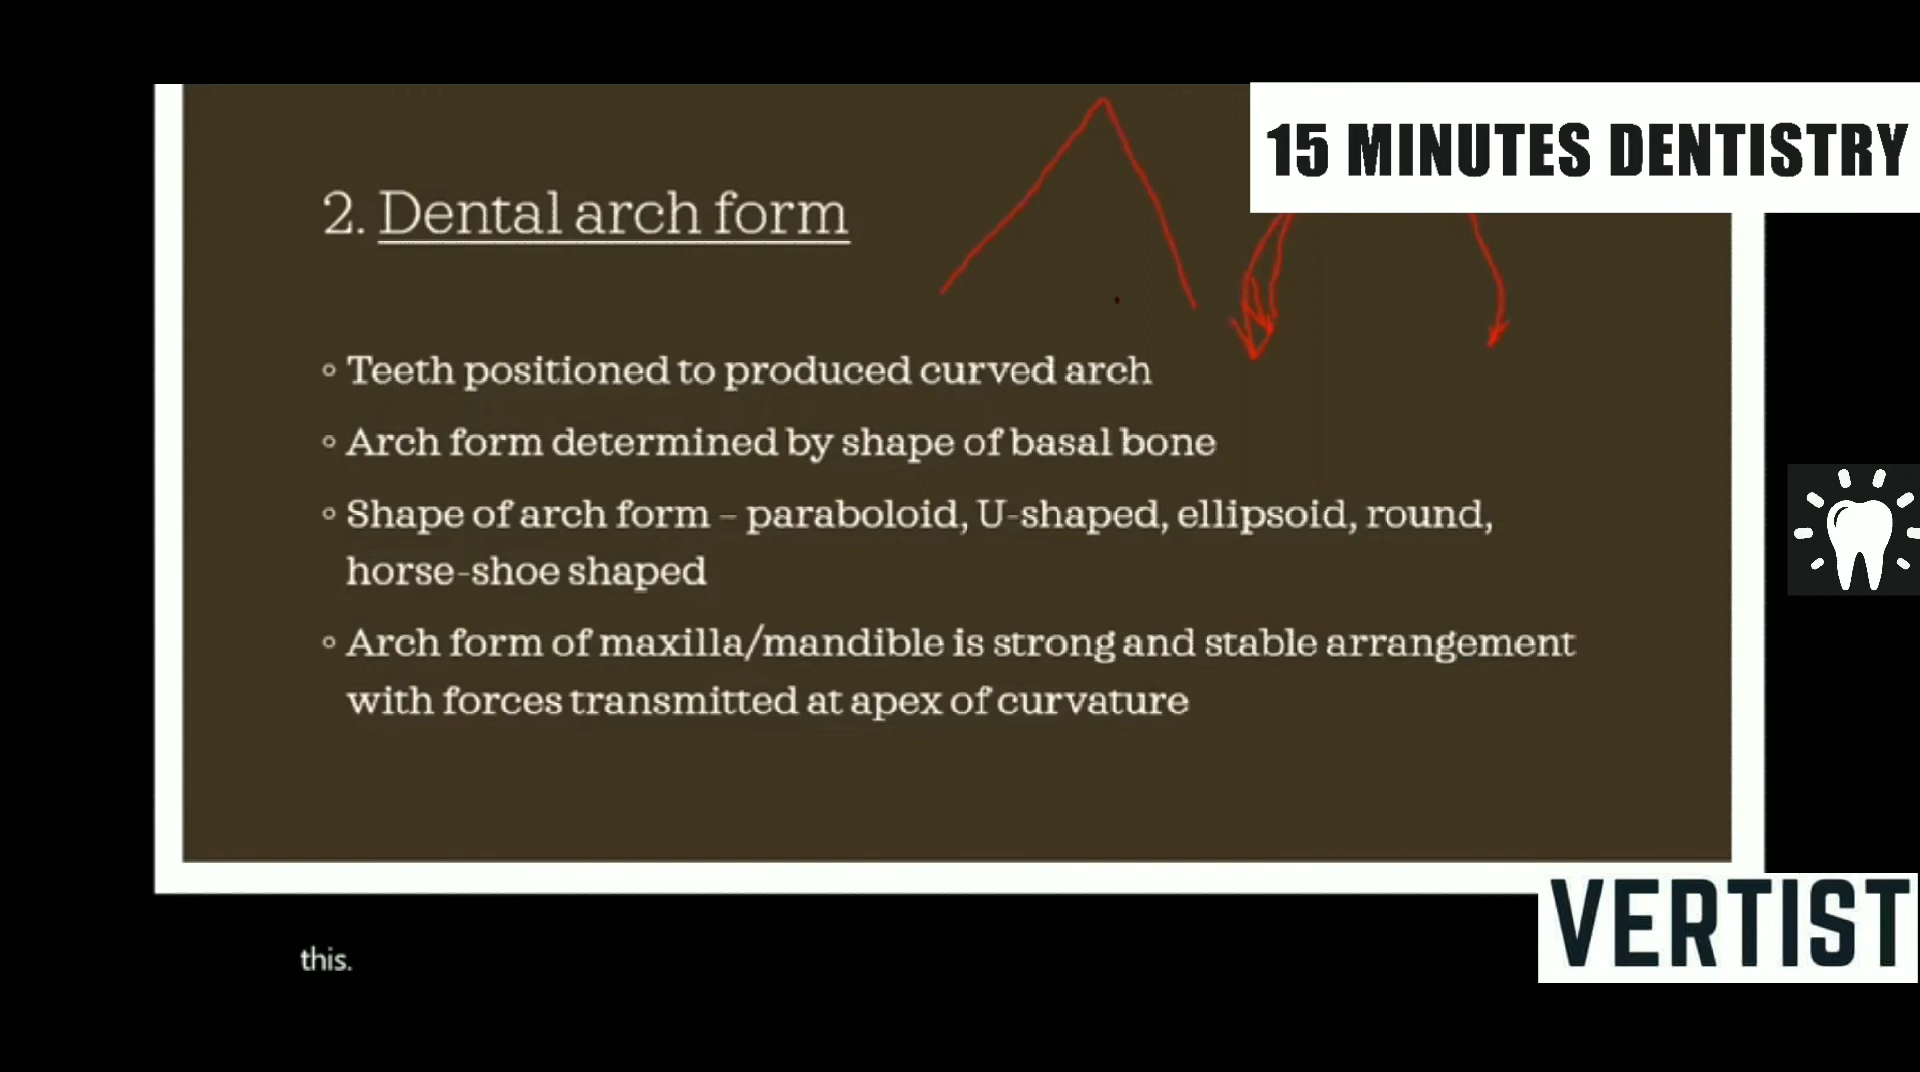 15 MINUTES DENTISTRY
2. Dental arch form
◦ Teeth positioned to produced curved arch
◦ Arch form determined by shape of basal bone
◦ Shape of arch form – paraboloid, U-shaped, ellipsoid, round,
horse-shoe shaped
◦ Arch form of maxilla/mandible is strong and stable arrangement
with forces transmitted at apex of curvature
VERTIST
this.